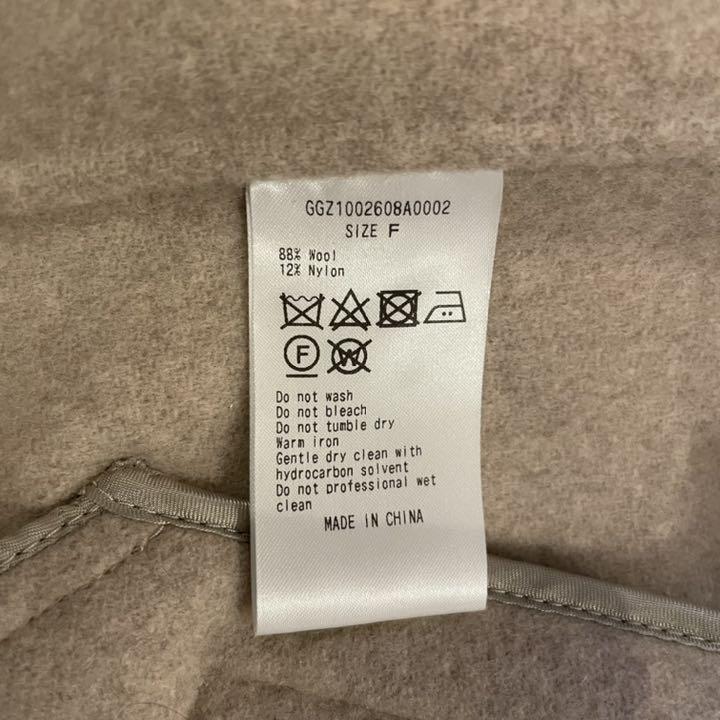 GGZ1002608A0002
SIZE F
88% Wool
12% Nylon
F
W
Do not wash
Do not bleach
Do not tumble dry
Warm iron
Gentle dry clean with
hydrocarbon solvent
Do not professional wet
clean
MADE IN CHINA